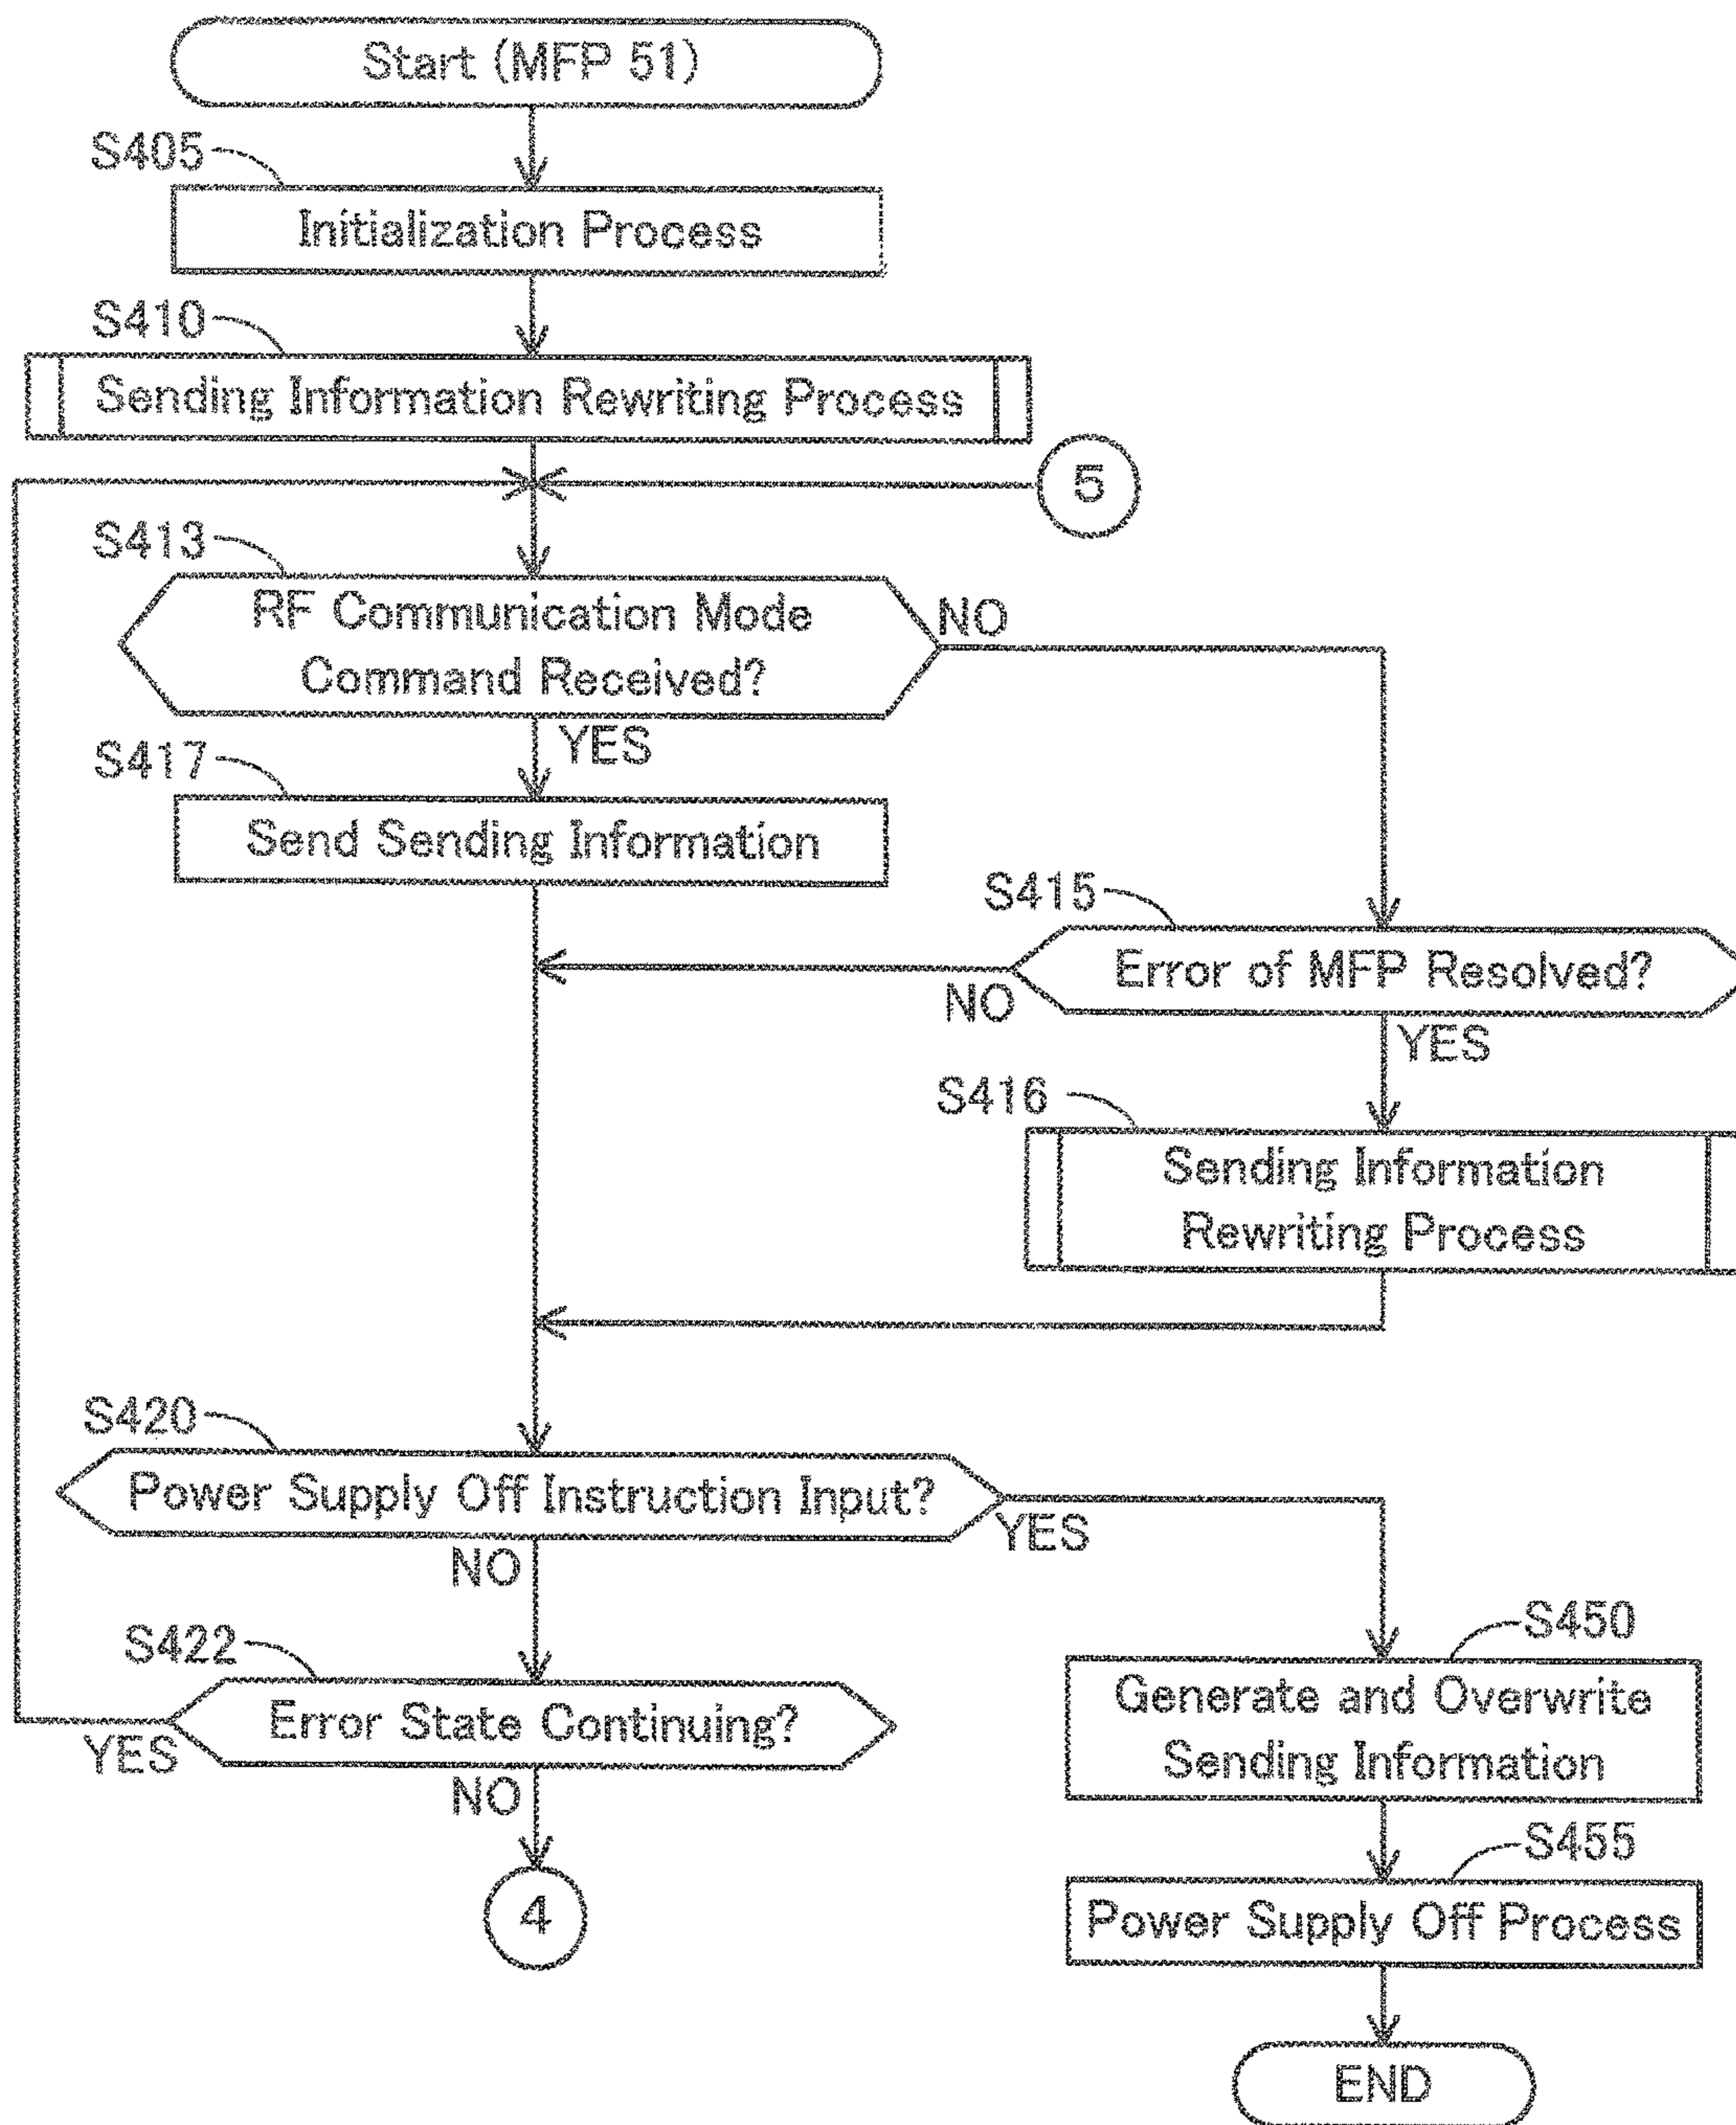 Start (MFP 51)
S405
Initialization Process
S410
Sending Information Rewriting Process
5
S413
RF Communication Mode
Command Received?
NO
YES
S417
Send Sending Information
S415
Error of MFP Resolved?
NO
YES
S416
Sending Information
Rewriting Process
S420
Power Supply Off Instruction Input?
YES
NO
S422
Error State Continuing?
YES
NO
4
S450
Generate and Overwrite
Sending Information
S455
Power Supply Off Process
END